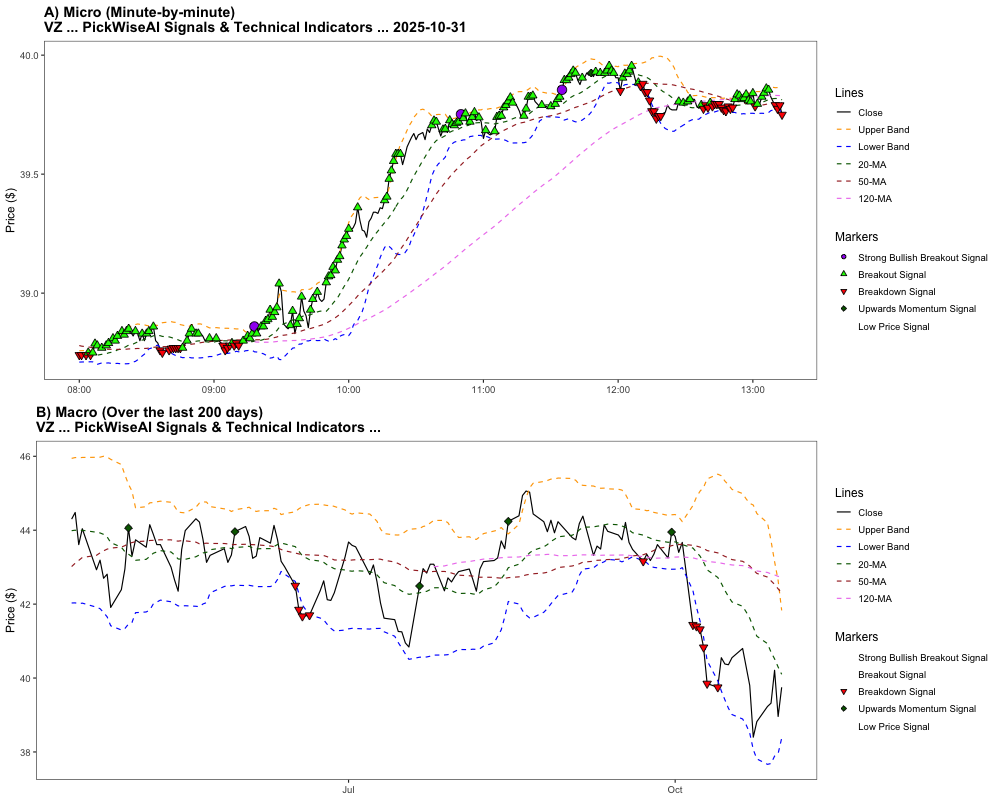 A) Micro (Minute-by-minute)
VZ ... PickWiseAI Signals & Technical Indicators ... 2025-10-31
Price ($)
40.0
39.5
39.0
08:00
09:00
10:00
11:00
12:00
13:00
Lines
Close
Upper Band
Lower Band
20-MA
50-MA
120-MA
Markers
Strong Bullish Breakout Signal
Breakout Signal
Breakdown Signal
Upwards Momentum Signal
Low Price Signal
B) Macro (Over the last 200 days)
VZ ... PickWiseAI Signals & Technical Indicators ...
Price ($)
46
44
42
40
38
Jul
Oct
Lines
Close
Upper Band
Lower Band
20-MA
50-MA
120-MA
Markers
Strong Bullish Breakout Signal
Breakout Signal
Breakdown Signal
Upwards Momentum Signal
Low Price Signal